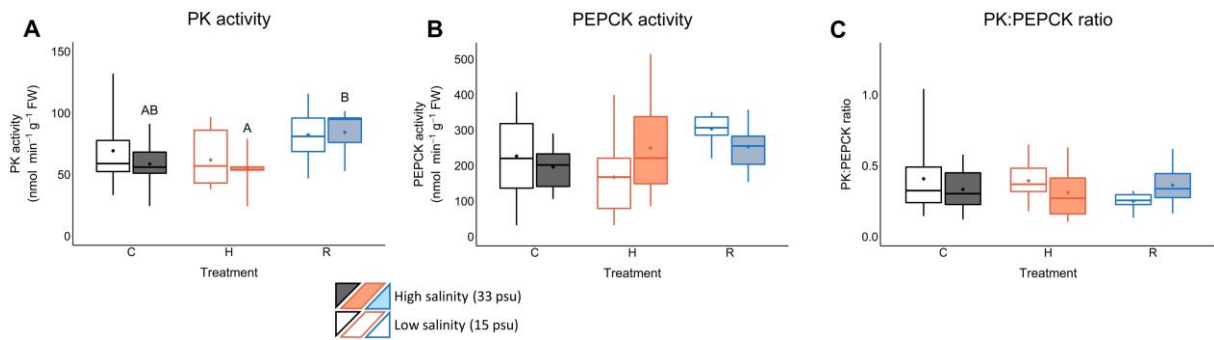 A
PK activity
PK activity
(nmol min⁻¹ g⁻¹ FW)
150
100
50
0
AB
A
B
C
H
R
Treatment
B
PEPCK activity
PEPCK activity
(nmol min⁻¹ g⁻¹ FW)
500
400
300
200
100
0
C
H
R
Treatment
C
PK:PEPCK ratio
PK:PEPCK ratio
1.0
0.5
0.0
C
H
R
Treatment
High salinity (33 psu)
Low salinity (15 psu)